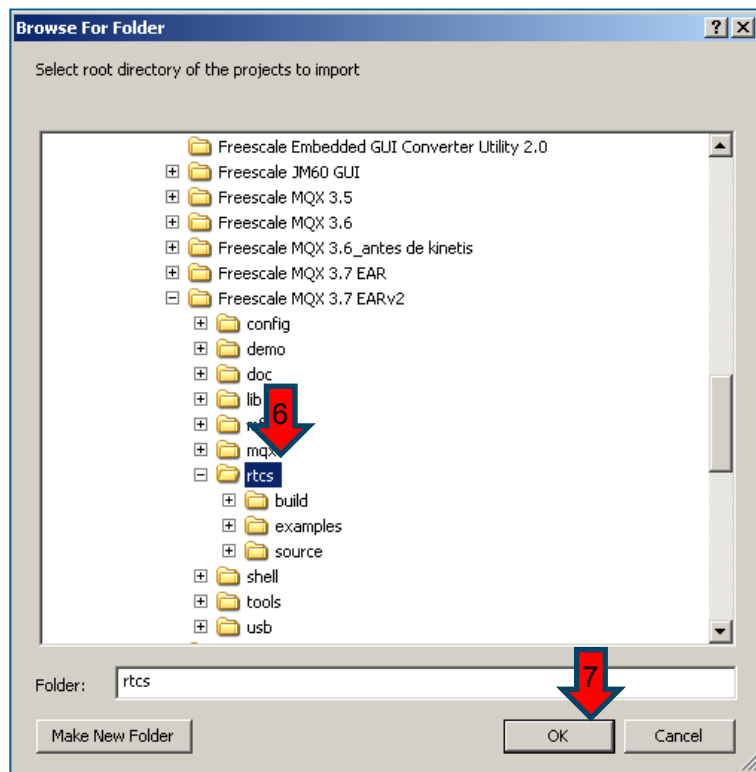 Browse For Folder
Select root directory of the projects to import
Freescale Embedded GUI Converter Utility 2.0
Freescale JM60 GUI
Freescale MQX 3.5
Freescale MQX 3.6
Freescale MQX 3.6_antes de kinetis
Freescale MQX 3.7 EAR
Freescale MQX 3.7 EARv2
config
demo
doc
lib
6
mqx
rtcs
build
examples
source
shell
tools
usb
Folder: rtcs
7
Make New Folder OK Cancel